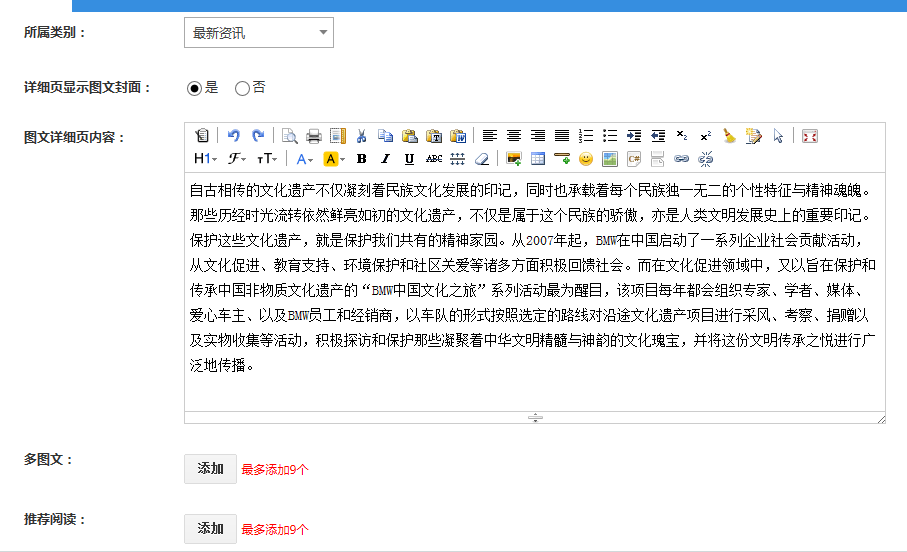 所属类别：
最新资讯
详细页显示图文封面：
是 否
图文详细页内容：
H1 F TT A A B I U ABC
自古相传的文化遗产不仅凝刻着民族文化发展的印记，同时也承载着每个民族独一无二的个性特征与精神魂魄。
那些历经时光流转依然鲜亮如初的文化遗产，不仅是属于这个民族的骄傲，亦是人类文明发展史上的重要印记。
保护这些文化遗产，就是保护我们共有的精神家园。从2007年起，BMW在中国启动了一系列企业社会贡献活动，
从文化促进、教育支持、环境保护和社区关爱等诸多方面积极回馈社会。而在文化促进领域中，又以旨在保护和
传承中国非物质文化遗产的“BMW中国文化之旅”系列活动最为醒目，该项目每年都会组织专家、学者、媒体、
爱心车主、以及BMW员工和经销商，以车队的形式按照选定的路线对沿途文化遗产项目进行采风、考察、捐赠以
及实物收集等活动，积极探访和保护那些凝聚着中华文明精髓与神韵的文化瑰宝，并将这份文明传承之悦进行广
泛地传播。
多图文：
添加 最多添加9个
推荐阅读：
添加 最多添加9个